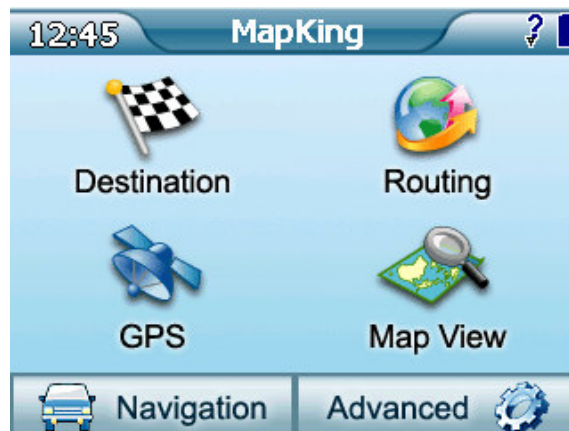 12:45 MapKing ?
Destination Routing
GPS Map View
Navigation Advanced